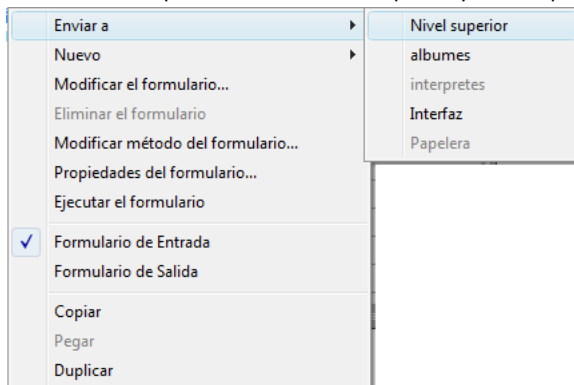 Enviar a
Nuevo
Modificar el formulario...
Eliminar el formulario
Modificar método del formulario...
Propiedades del formulario...
Ejecutar el formulario
Formulario de Entrada
Formulario de Salida
Copiar
Pegar
Duplicar
Nivel superior
albumes
interpretes
Interfaz
Papelera